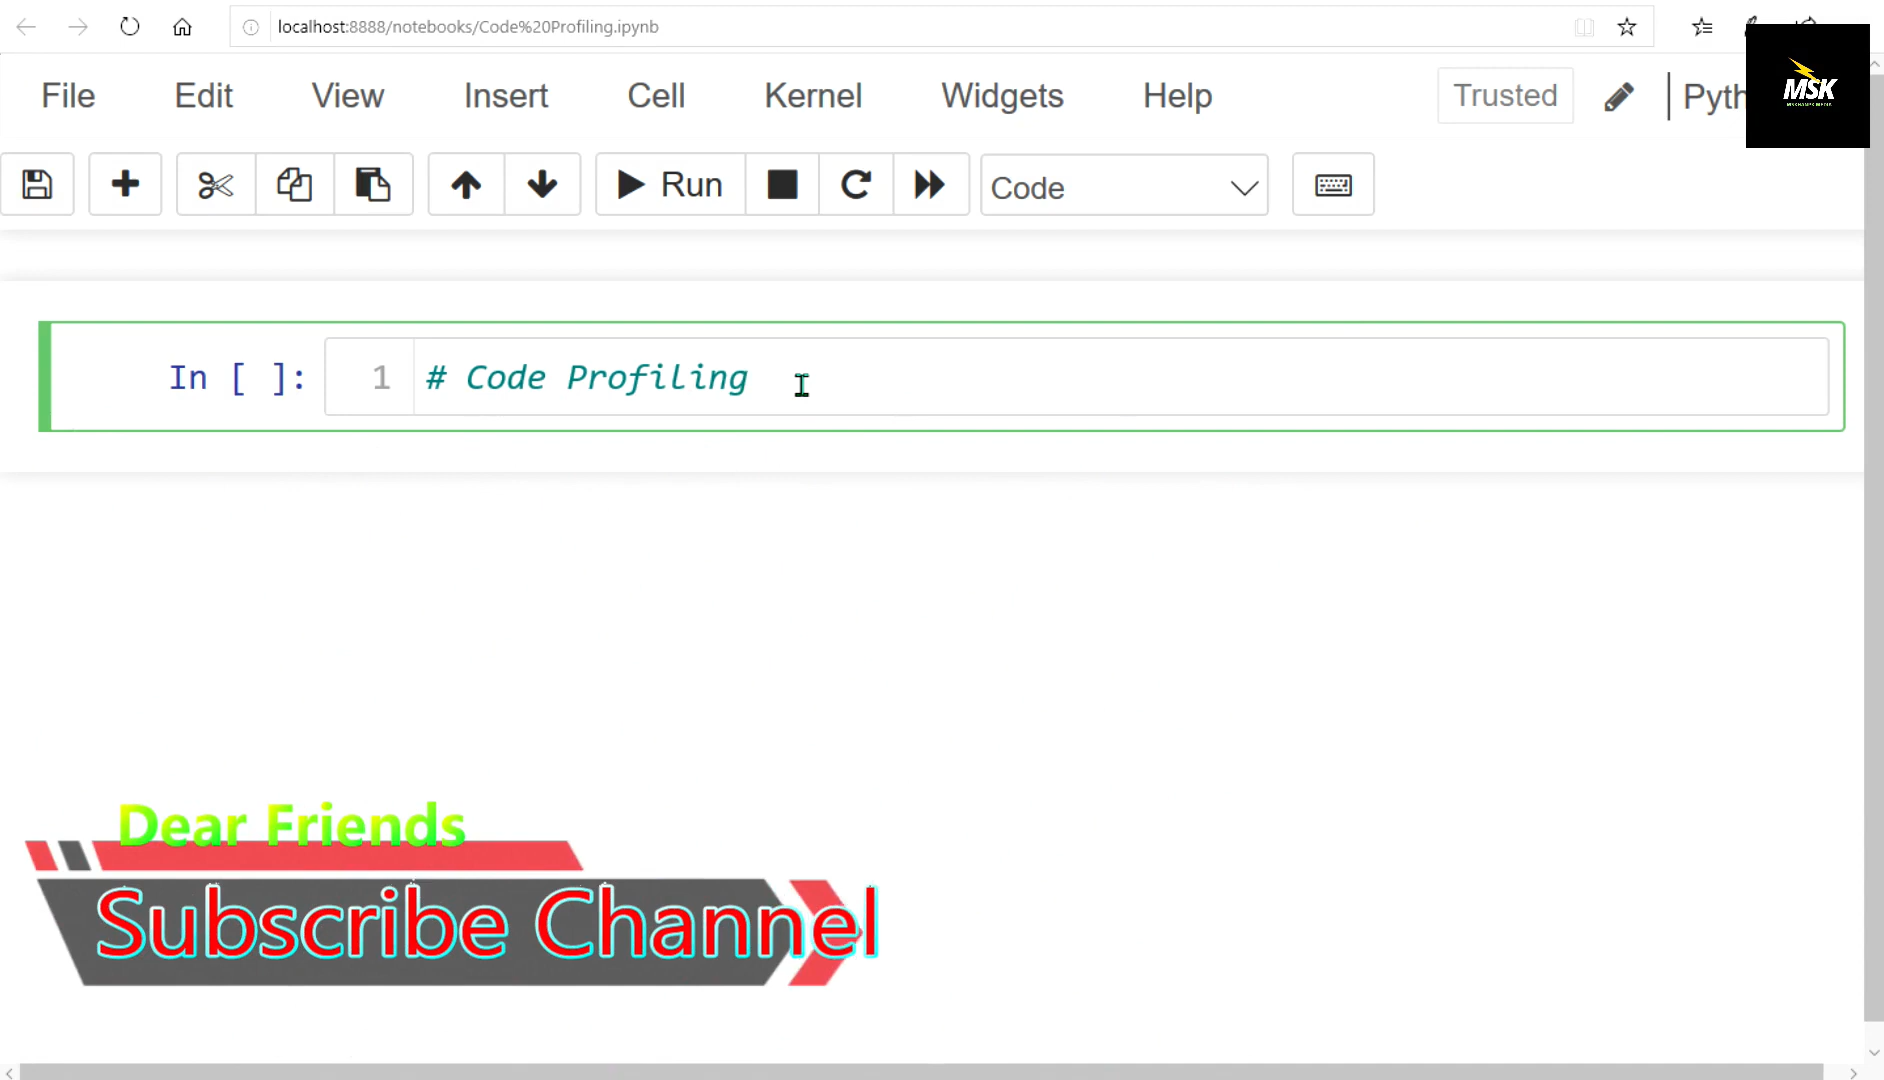 localhost:8888/notebooks/Code%20Profiling.ipynb
File Edit View Insert Cell Kernel Widgets Help Trusted Pyth
MSK
Run Code
In [ ]: 1 # Code Profiling
Dear Friends
Subscribe Channel